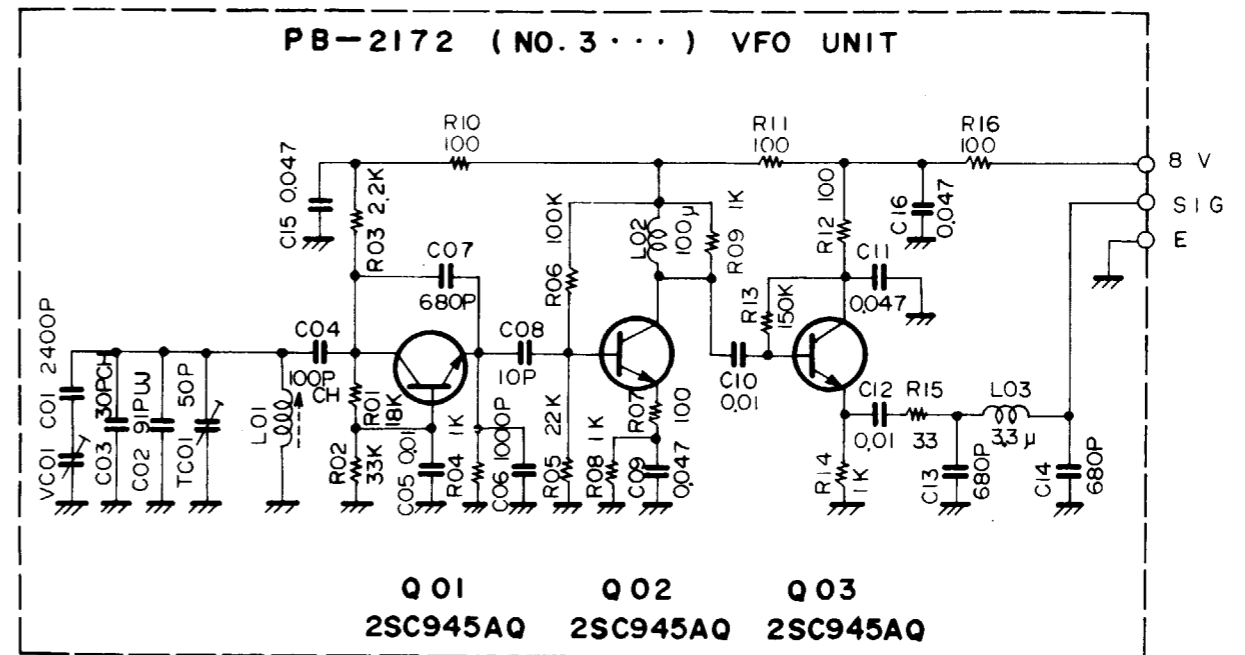 PB-2172 (NO. 3 · · · ) VFO UNIT
R10
100
R11
100
R16
100
8 V
SIG
E
C15 0.047
R03 2.2K
C07
680P
R06 100K
L02 100μ
R09 1K
R12 100
C16 0.047
C11
0.047
R13 150K
C01 2400P
VC01
C03 30PCH
C02 91PUJ
TC01 50P
L01
C04
100P
CH
R01 18K
R02 33K
C05 0.01
R04 1K
C06 1000P
C08
10P
R05 22K
R08 1K
R07 100
C09 0.047
C10
0.01
C12
0.01
R15
33
L03
3.3 μ
R14 1K
C13 680P
C14 680P
Q01 Q02 Q03
2SC945AQ 2SC945AQ 2SC945AQ